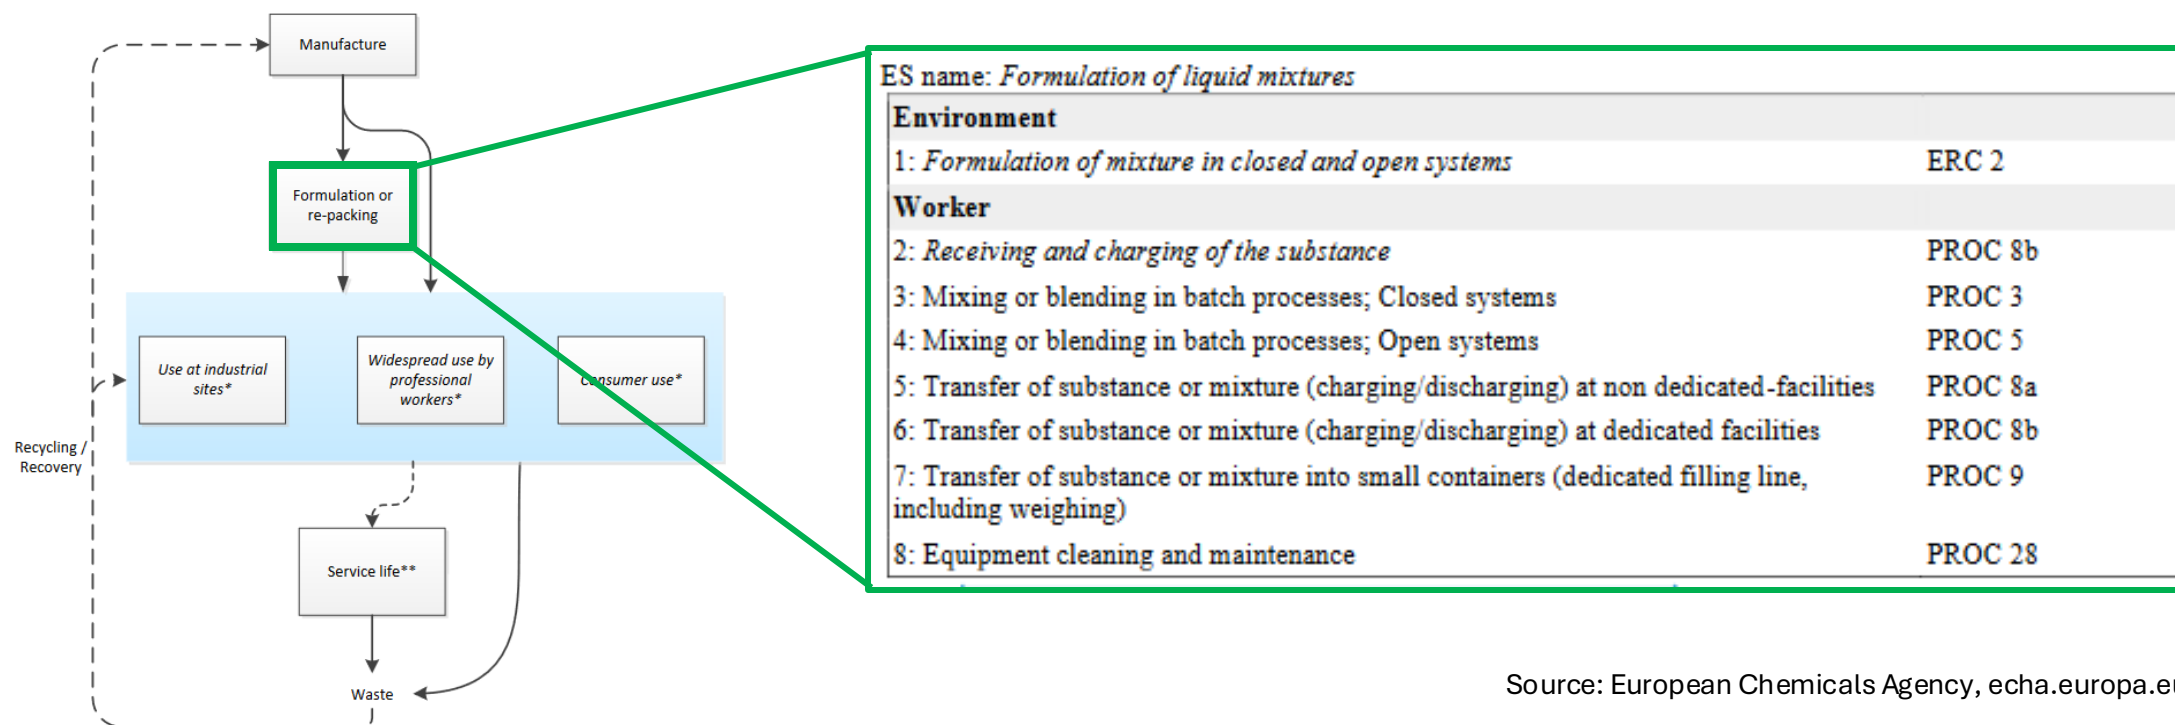 Manufacture
Formulation or
re-packing
Use at industrial
sites*
Widespread use by
professional
workers*
Consumer use*
Recycling /
Recovery
Service life**
Waste
ES name: Formulation of liquid mixtures
Environment
1: Formulation of mixture in closed and open systems ERC 2
Worker
2: Receiving and charging of the substance PROC 8b
3: Mixing or blending in batch processes; Closed systems PROC 3
4: Mixing or blending in batch processes; Open systems PROC 5
5: Transfer of substance or mixture (charging/discharging) at non dedicated-facilities PROC 8a
6: Transfer of substance or mixture (charging/discharging) at dedicated facilities PROC 8b
7: Transfer of substance or mixture into small containers (dedicated filling line, PROC 9
including weighing)
8: Equipment cleaning and maintenance PROC 28
Source: European Chemicals Agency, echa.europa.eu